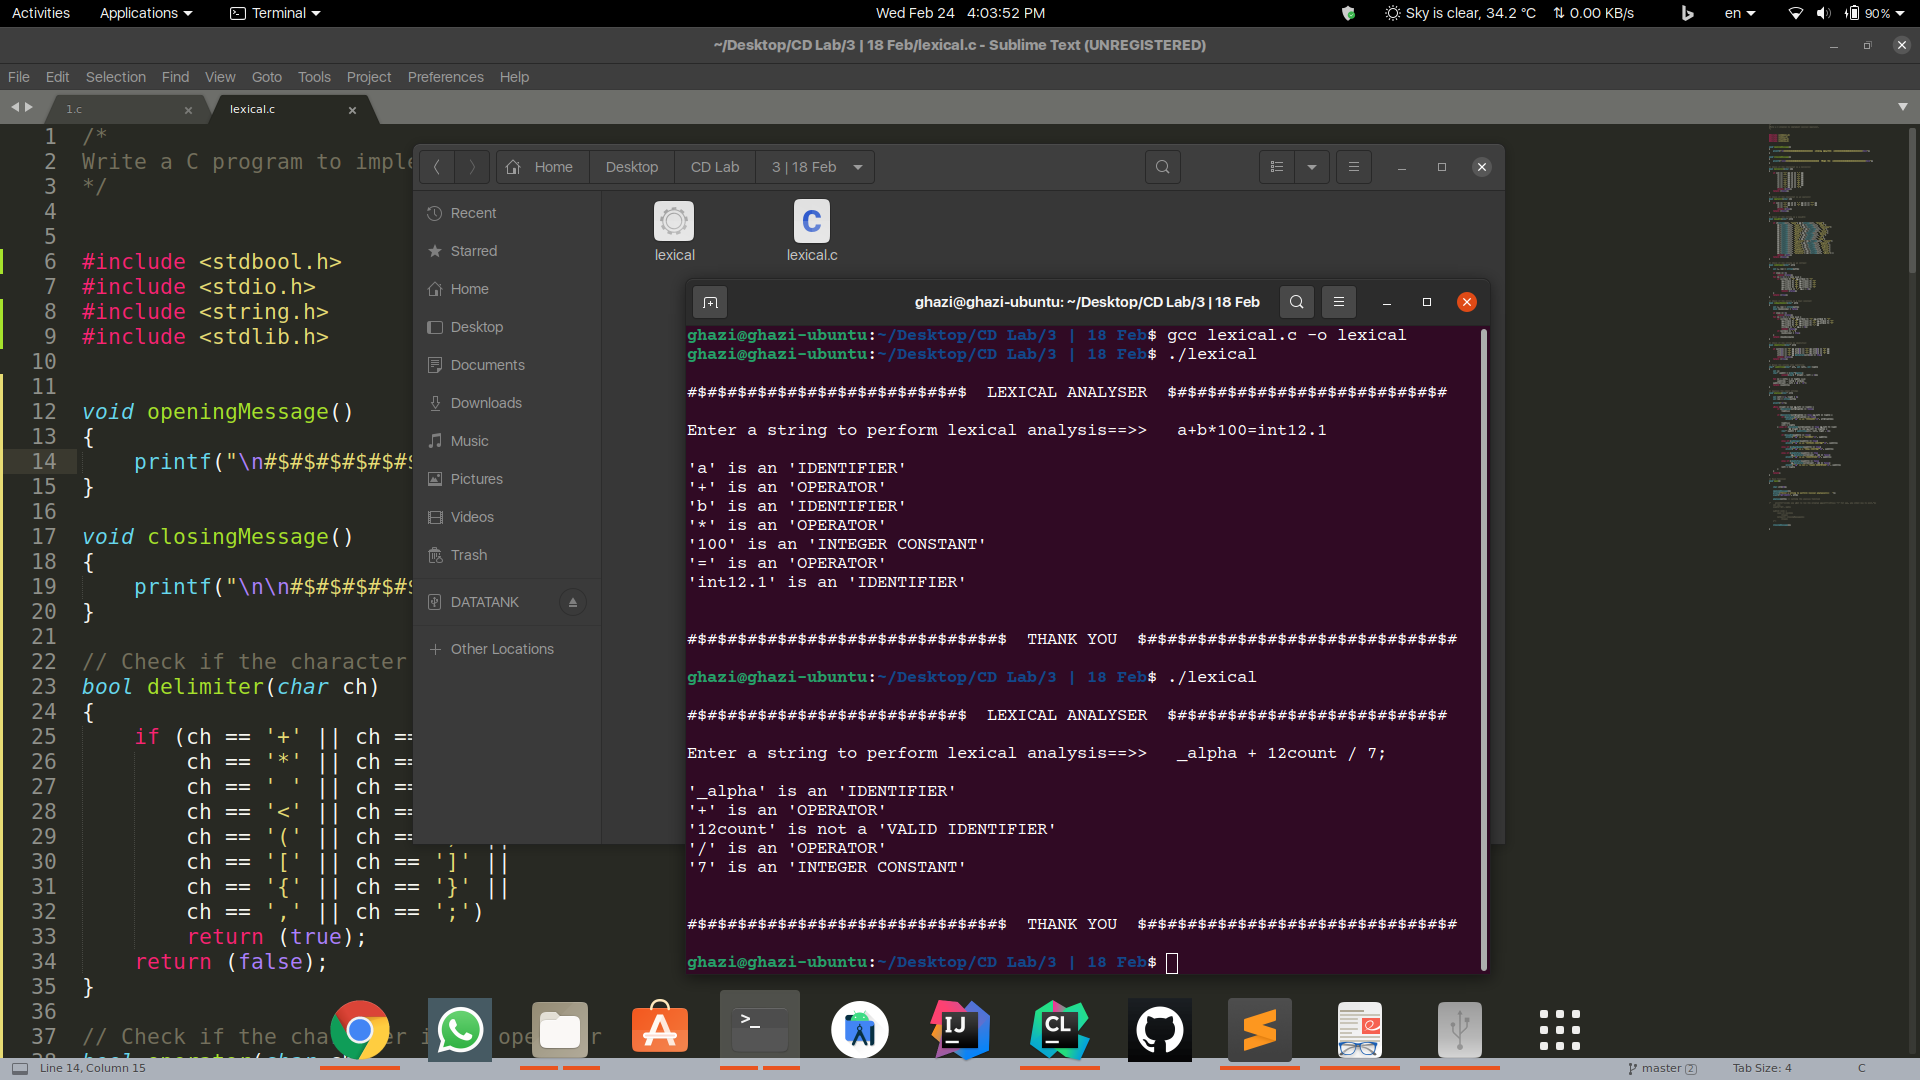 Activities Applications Terminal Wed Feb 24 4:03:52 PM Sky is clear, 34.2 °C 0.00 KB/s en 90%
~/Desktop/CD Lab/3 | 18 Feb/lexical.c - Sublime Text (UNREGISTERED)
File Edit Selection Find View Goto Tools Project Preferences Help
1.c lexical.c
1 /*
2 Write a C program to imple
3 */
4
5
6 #include <stdbool.h>
7 #include <stdio.h>
8 #include <string.h>
9 #include <stdlib.h>
10
11
12 void openingMessage()
13 {
14 printf("\n#$#$#$#$#$#$
15 }
16
17 void closingMessage()
18 {
19 printf("\n\n#$#$#$#$#$
20 }
21
22 // Check if the character
23 bool delimiter(char ch)
24 {
25 if (ch == '+' || ch ==
26 ch == '*' || ch ==
27 ch == ' ' || ch ==
28 ch == '<' || ch ==
29 ch == '(' || ch ==
30 ch == '[' || ch == ']' ||
31 ch == '{' || ch == '}' ||
32 ch == ',' || ch == ';')
33 return (true);
34 return (false);
35 }
36
37 // Check if the character ope
38 bool operator(char
Home Desktop CD Lab 3 | 18 Feb
Recent
Starred
Home
Desktop
Documents
Downloads
Music
Pictures
Videos
Trash
DATATANK
Other Locations
lexical lexical.c
ghazi@ghazi-ubuntu: ~/Desktop/CD Lab/3 | 18 Feb
ghazi@ghazi-ubuntu:~/Desktop/CD Lab/3 | 18 Feb$ gcc lexical.c -o lexical
ghazi@ghazi-ubuntu:~/Desktop/CD Lab/3 | 18 Feb$ ./lexical
#$#$#$#$#$#$#$#$#$#$#$#$#$#$ LEXICAL ANALYSER $#$#$#$#$#$#$#$#$#$#$#$#$#$#
Enter a string to perform lexical analysis==>> a+b*100=int12.1
'a' is an 'IDENTIFIER'
'+' is an 'OPERATOR'
'b' is an 'IDENTIFIER'
'*' is an 'OPERATOR'
'100' is an 'INTEGER CONSTANT'
'=' is an 'OPERATOR'
'int12.1' is an 'IDENTIFIER'
#$#$#$#$#$#$#$#$#$#$#$#$#$#$#$#$ THANK YOU $#$#$#$#$#$#$#$#$#$#$#$#$#$#$#$#
ghazi@ghazi-ubuntu:~/Desktop/CD Lab/3 | 18 Feb$ ./lexical
#$#$#$#$#$#$#$#$#$#$#$#$#$#$ LEXICAL ANALYSER $#$#$#$#$#$#$#$#$#$#$#$#$#$#
Enter a string to perform lexical analysis==>> _alpha + 12count / 7;
'_alpha' is an 'IDENTIFIER'
'+' is an 'OPERATOR'
'12count' is not a 'VALID IDENTIFIER'
'/' is an 'OPERATOR'
'7' is an 'INTEGER CONSTANT'
#$#$#$#$#$#$#$#$#$#$#$#$#$#$#$#$ THANK YOU $#$#$#$#$#$#$#$#$#$#$#$#$#$#$#$#
ghazi@ghazi-ubuntu:~/Desktop/CD Lab/3 | 18 Feb$
>_ IJ CL
Line 14, Column 15 master 2 Tab Size: 4 C